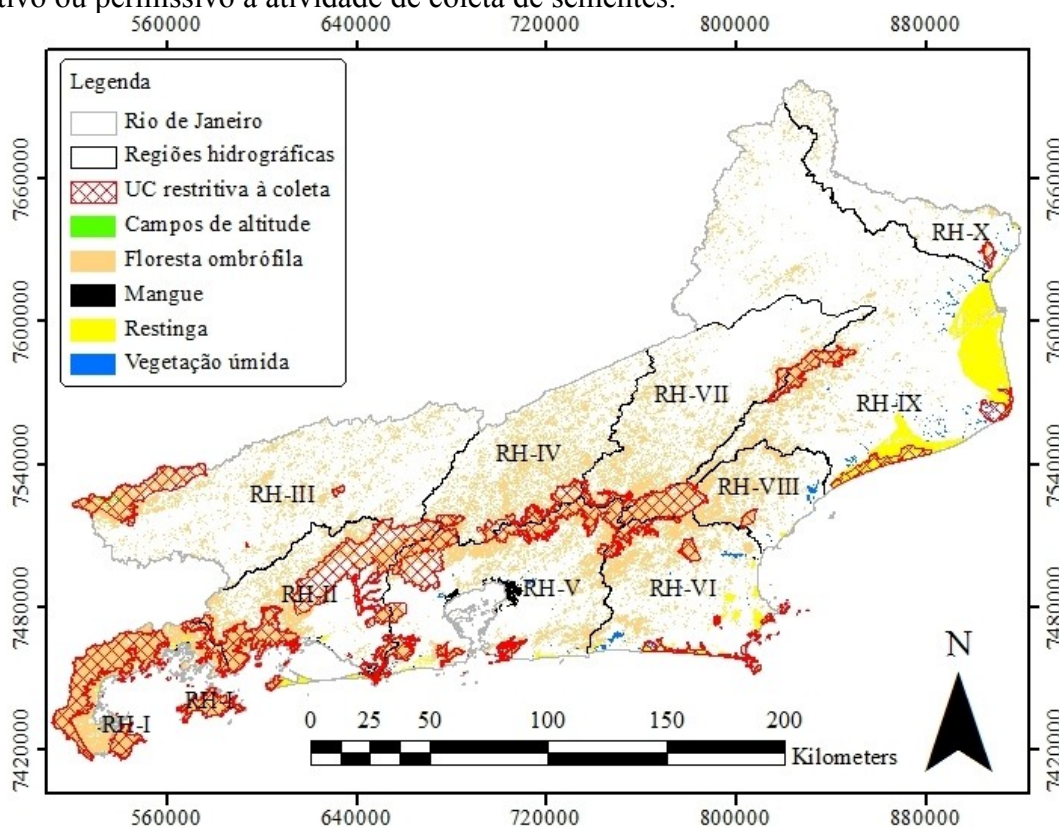 tivo ou permissivo à atividade de coleta de sementes.
560000 640000 720000 800000 880000
Legenda
Rio de Janeiro
Regiões hidrográficas
UC restritiva à coleta
Campos de altitude
Floresta ombrófila
Mangue
Restinga
Vegetação úmida
7660000
7600000
7540000
7480000
7420000
RH-X
RH-VII
RH-IX
RH-IV
RH-III
RH-VIII
RH-II
RH-V
RH-VI
RH-I
RH-I
N
0 25 50 100 150 200
Kilometers
7660000
7600000
7540000
7480000
7420000
560000 640000 720000 800000 880000